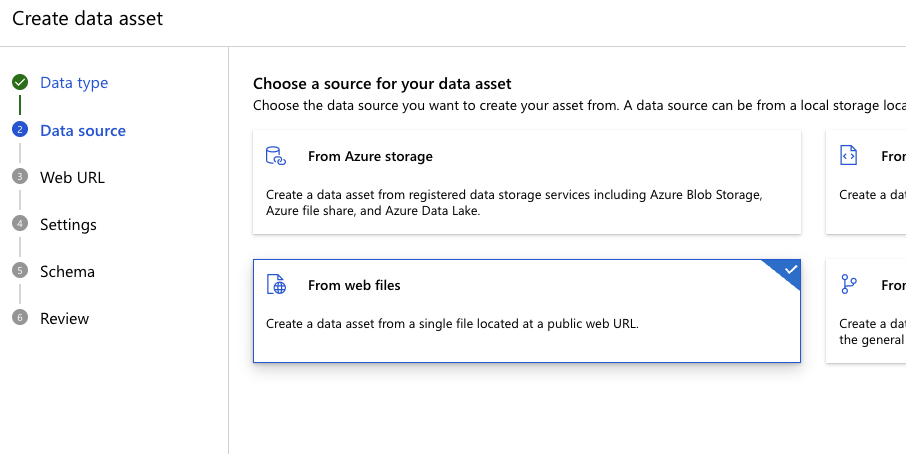 Create data asset
Data type
2 Data source
3 Web URL
4 Settings
5 Schema
6 Review
Choose a source for your data asset
Choose the data source you want to create your asset from. A data source can be from a local storage loca
From Azure storage
Create a data asset from registered data storage services including Azure Blob Storage,
Azure file share, and Azure Data Lake.
From
Create a dat
From web files
Create a data asset from a single file located at a public web URL.
From
Create a dat
the general